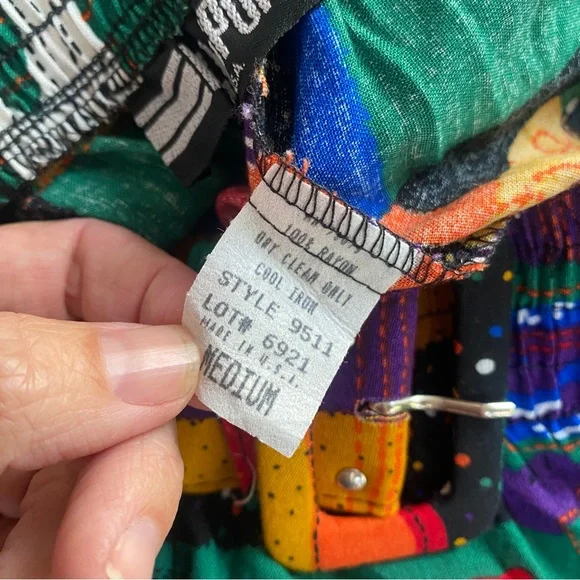 100% RAYON
DRY CLEAN ONLY
COOL IRON
STYLE 9511
LOT# 6921
MADE IN U.S.A.
MEDIUM